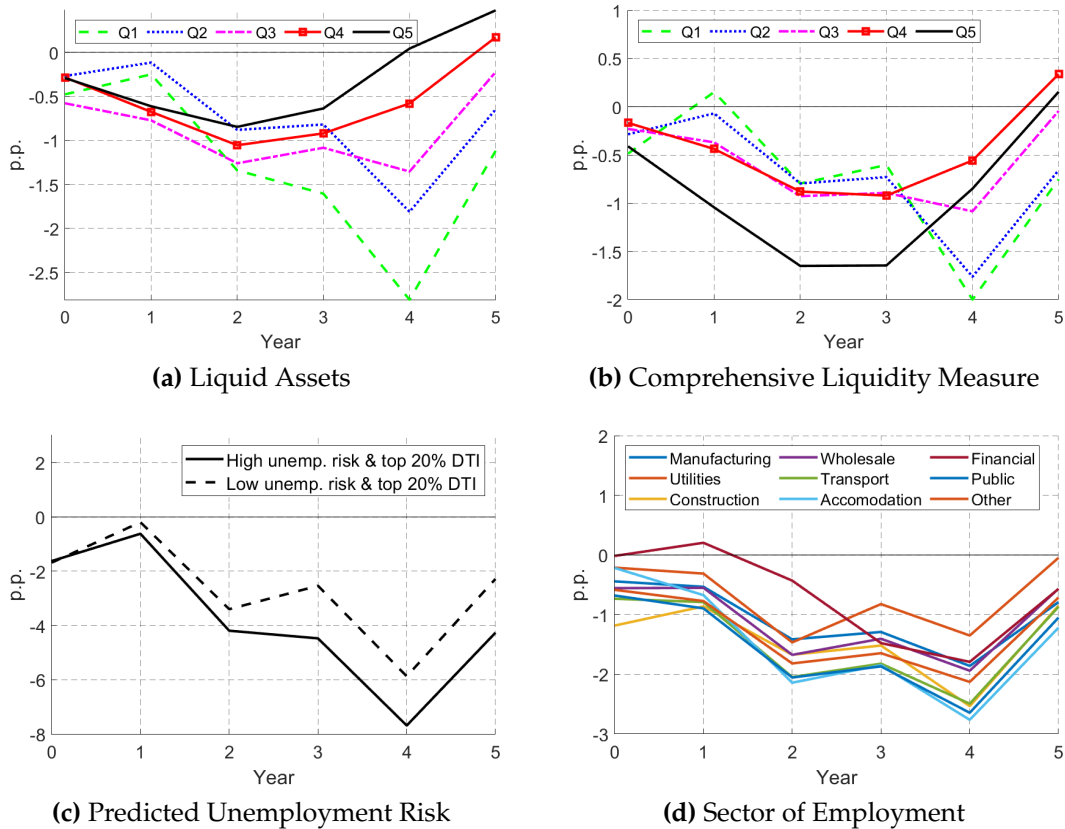 Q1 Q2 Q3 Q4 Q5
0
-0.5
-1
-1.5
-2
-2.5
p.p.
0 1 2 3 4 5
Year
(a) Liquid Assets
Q1 Q2 Q3 Q4 Q5
1
0.5
0
-0.5
-1
-1.5
-2
p.p.
0 1 2 3 4 5
Year
(b) Comprehensive Liquidity Measure
High unemp. risk & top 20% DTI
Low unemp. risk & top 20% DTI
2
0
-2
-4
-6
-8
p.p.
0 1 2 3 4 5
Year
(c) Predicted Unemployment Risk
Manufacturing Wholesale Financial
Utilities Transport Public
Construction Accomodation Other
2
1
0
-1
-2
-3
p.p.
0 1 2 3 4 5
Year
(d) Sector of Employment